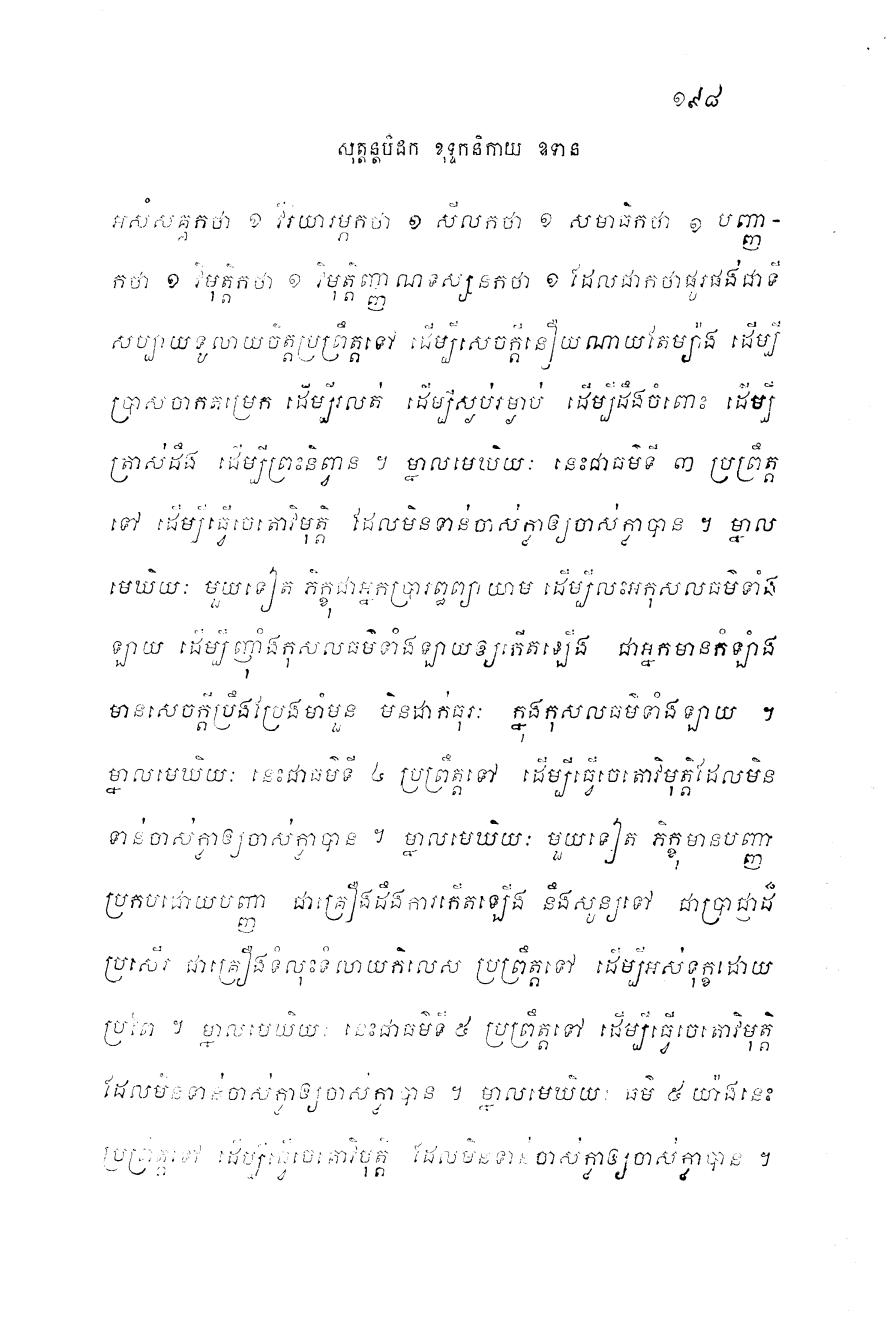 ១៩៨
សុត្តន្តបិដក ខុទ្ទកនិកាយ ឧទាន
អសំសគ្គកថា ១ វីរិយារម្ភកថា ១ សីលកថា ១ សមាធិកថា ១ បញ្ញា-
កថា ១ វិមុត្តិកថា ១ វិមុត្តិញ្ញាណទស្សនកថា ១ ដែលជាកថាផូរផង់ជាទី
សប្បាយទូលាយចិត្តប្រព្រឹត្តទៅ ដើម្បីសេចក្តីនឿយណាយតែម្យ៉ាង ដើម្បី
ប្រាសចាកតម្រេក ដើម្បីរលត់ ដើម្បីស្ងប់រម្ងាប់ ដើម្បីដឹងចំពោះ ដើម្បី
ត្រាស់ដឹង ដើម្បីព្រះនិព្វាន ។ ម្នាលមេឃិយៈ នេះជាធម៌ទី ៣ ប្រព្រឹត្ត
ទៅ ដើម្បីធ្វើចេតោវិមុត្តិ ដែលមិនទាន់ចាស់ក្លាឲ្យចាស់ក្លាបាន ។ ម្នាល
មេឃិយៈ មួយទៀត ភិក្ខុជាអ្នកប្រារព្ធព្យាយាម ដើម្បីលះអកុសលធម៌ទាំង
ឡាយ ដើម្បីញុំាងកុសលធម៌ទាំងឡាយឲ្យកើតឡើង ជាអ្នកមានកំឡាំង
មានសេចក្តីប្រឹងប្រែងមាំមួន មិនដាក់ធុរៈ ក្នុងកុសលធម៌ទាំងឡាយ ។
ម្នាលមេឃិយៈ នេះជាធម៌ទី ៤ ប្រព្រឹត្តទៅ ដើម្បីធ្វើចេតោវិមុត្តិដែលមិន
ទាន់ចាស់ក្លាឲ្យចាស់ក្លាបាន ។ ម្នាលមេឃិយៈ មួយទៀត ភិក្ខុមានបញ្ញា
ប្រកបដោយបញ្ញា ជាគ្រឿងដឹងការកើតឡើង នឹងសូន្យទៅ ជាប្រាជ្ញាដ៏
ប្រសើរ ជាគ្រឿងទំលុះទំលាយកិលេស ប្រព្រឹត្តទៅ ដើម្បីអស់ទុក្ខដោយ
ប្រពៃ ។ ម្នាលមេឃិយៈ នេះជាធម៌ទី ៥ ប្រព្រឹត្តទៅ ដើម្បីធ្វើចេតោវិមុត្តិ
ដែលមិនទាន់ចាស់ក្លាឲ្យចាស់ក្លាបាន ។ ម្នាលមេឃិយៈ ធម៌ ៥ យ៉ាងនេះ
ប្រព្រឹត្តទៅ ដើម្បីធ្វើចេតោវិមុត្តិ ដែលមិនទាន់ចាស់ក្លាឲ្យចាស់ក្លាបាន ។